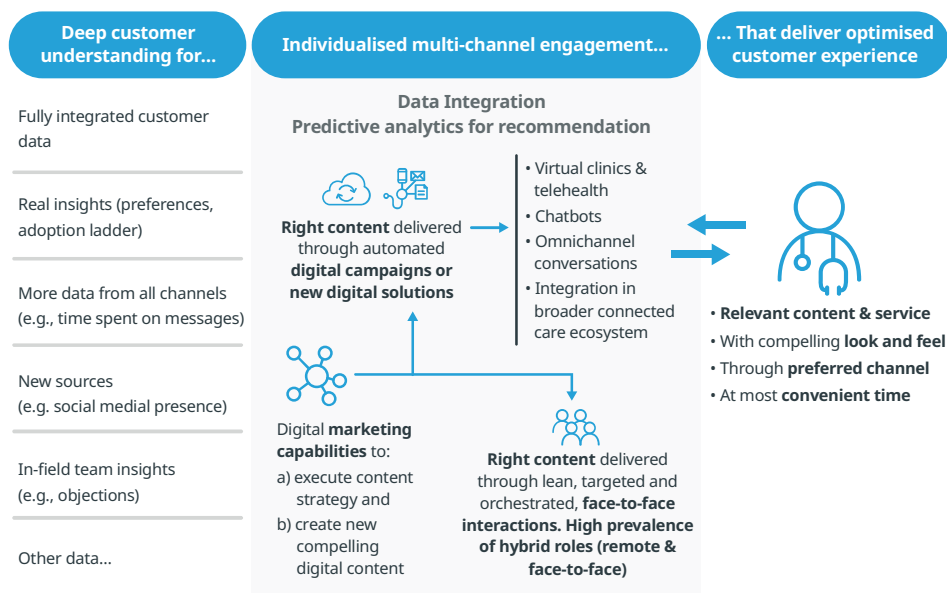 Deep customer
understanding for...
Individualised multi-channel engagement...
... That deliver optimised
customer experience
Fully integrated customer
data
Real insights (preferences,
adoption ladder)
More data from all channels
(e.g., time spent on messages)
New sources
(e.g. social medial presence)
In-field team insights
(e.g., objections)
Other data...
Data Integration
Predictive analytics for recommendation
Right content delivered
through automated
digital campaigns or
new digital solutions
• Virtual clinics &
telehealth
• Chatbots
• Omnichannel
conversations
• Integration in
broader connected
care ecosystem
Digital marketing
capabilities to:
a) execute content
strategy and
b) create new
compelling
digital content
Right content delivered
through lean, targeted and
orchestrated, face-to-face
interactions. High prevalence
of hybrid roles (remote &
face-to-face)
• Relevant content & service
• With compelling look and feel
• Through preferred channel
• At most convenient time